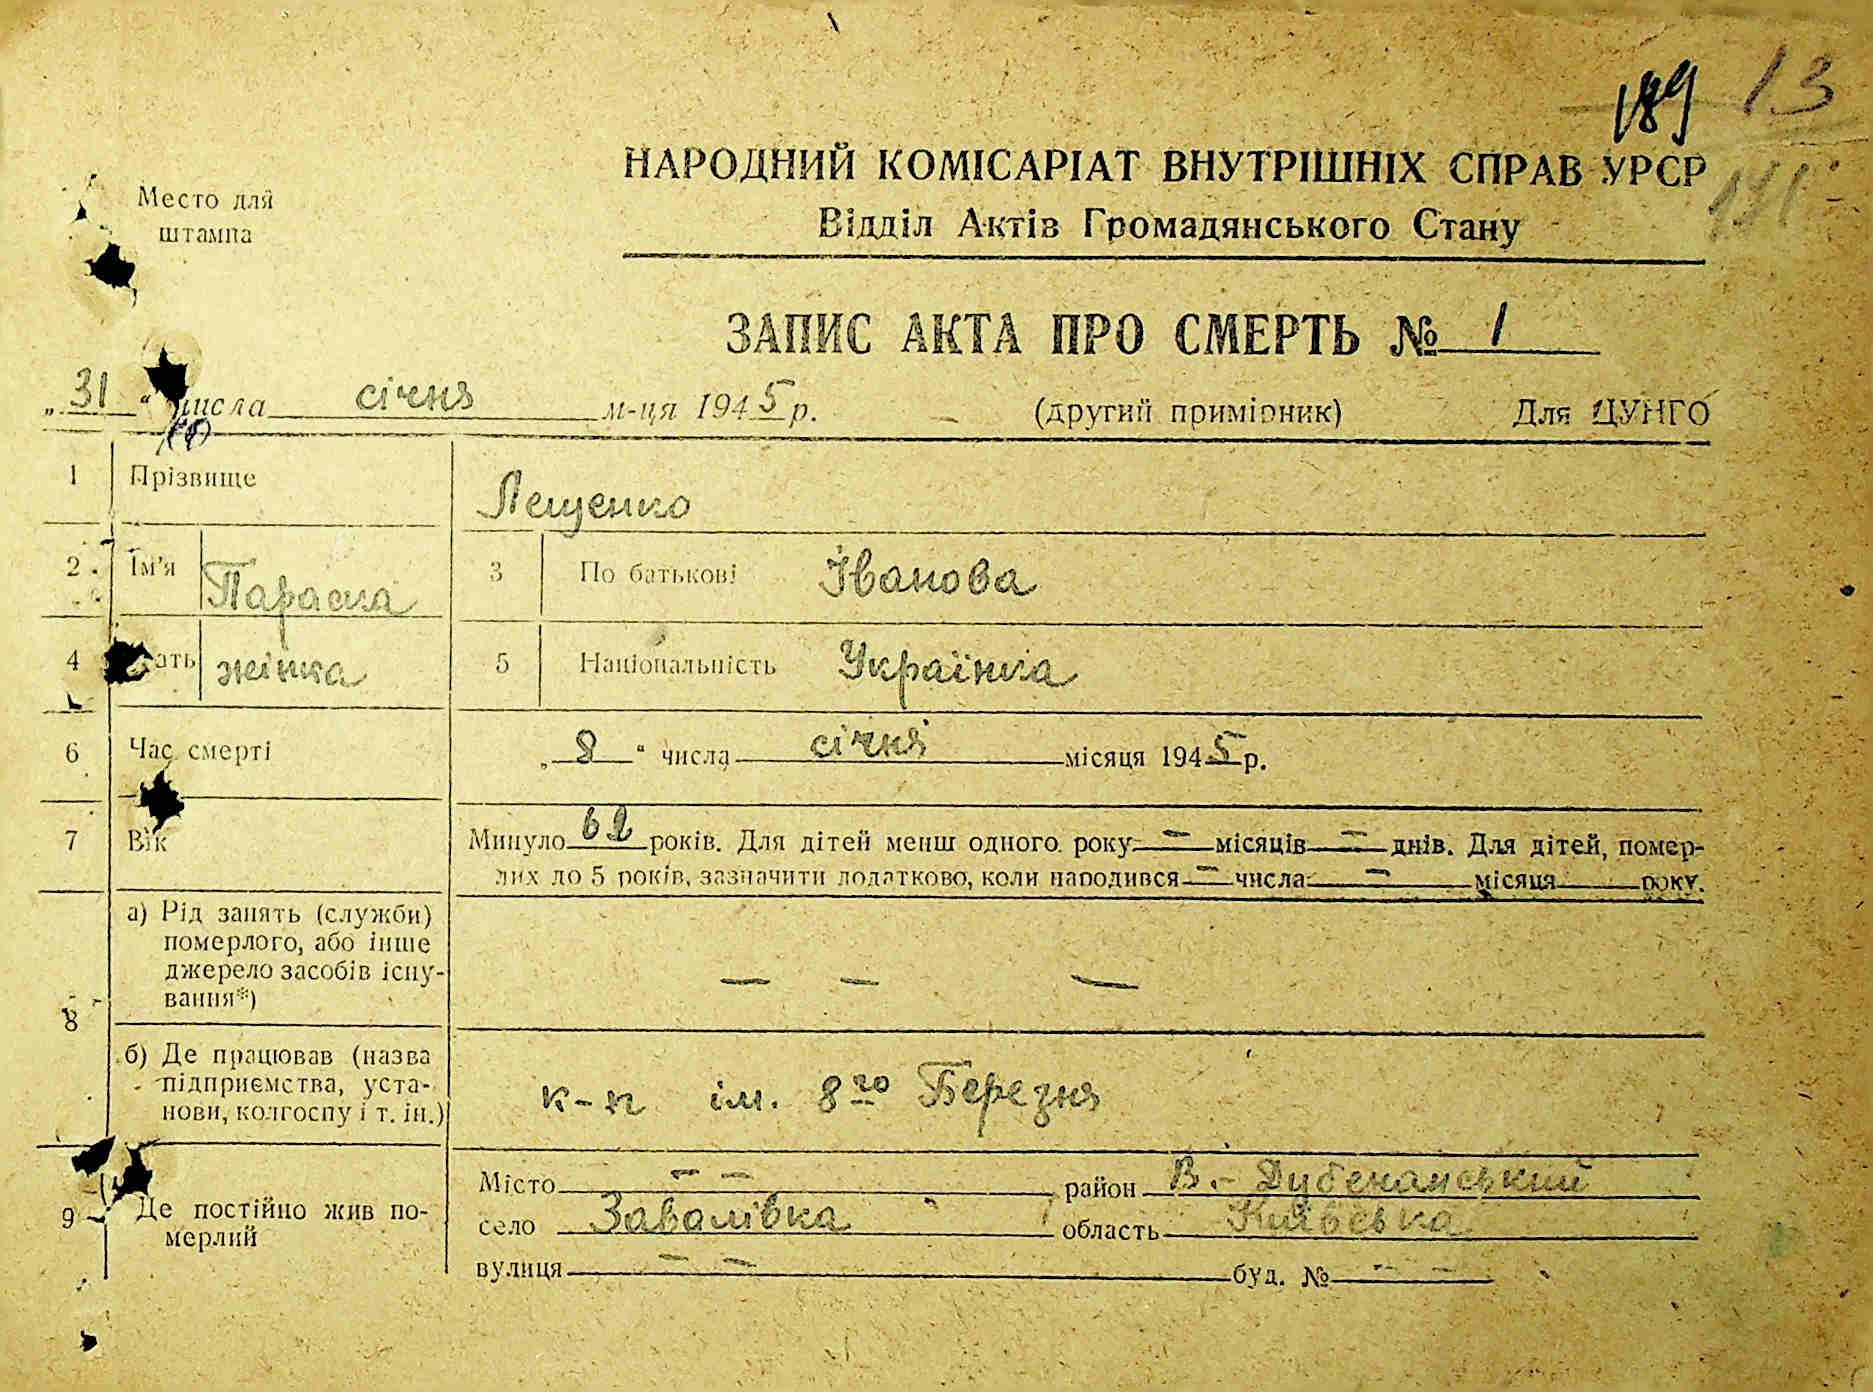 189 13
191
Место для
штампа
НАРОДНИЙ КОМІСАРІАТ ВНУТРІШНІХ СПРАВ УРСР
Відділ Актів Громадянського Стану
ЗАПИС АКТА ПРО СМЕРТЬ № 1
„31“ числа січня м-ця 1945 р. (другий примірник) Для ЦУНГО
1 Прізвище Лещенко
2 Ім'я Параска 3 По батькові Іванова
4 ать жінка 5 Національність Українка
6 Час смерті „8“ числа січня місяця 1945 р.
7 Вік Минуло 62 років. Для дітей менш одного року — місяців — днів. Для дітей, помер-
лих до 5 років, зазначити додатково, коли народився — числа — місяця року.
8 а) Рід занять (служби)
померлого, або інше
джерело засобів існу-
вання*) — — —
б) Де працював (назва
підприємства, уста-
нови, колгоспу і т. ін.) к-п ім. 8го Березня
9 Де постійно жив по-
мерлий
Місто — — район В.-Дубечанський
село Завалівка область Київська
вулиця — — буд. № — —